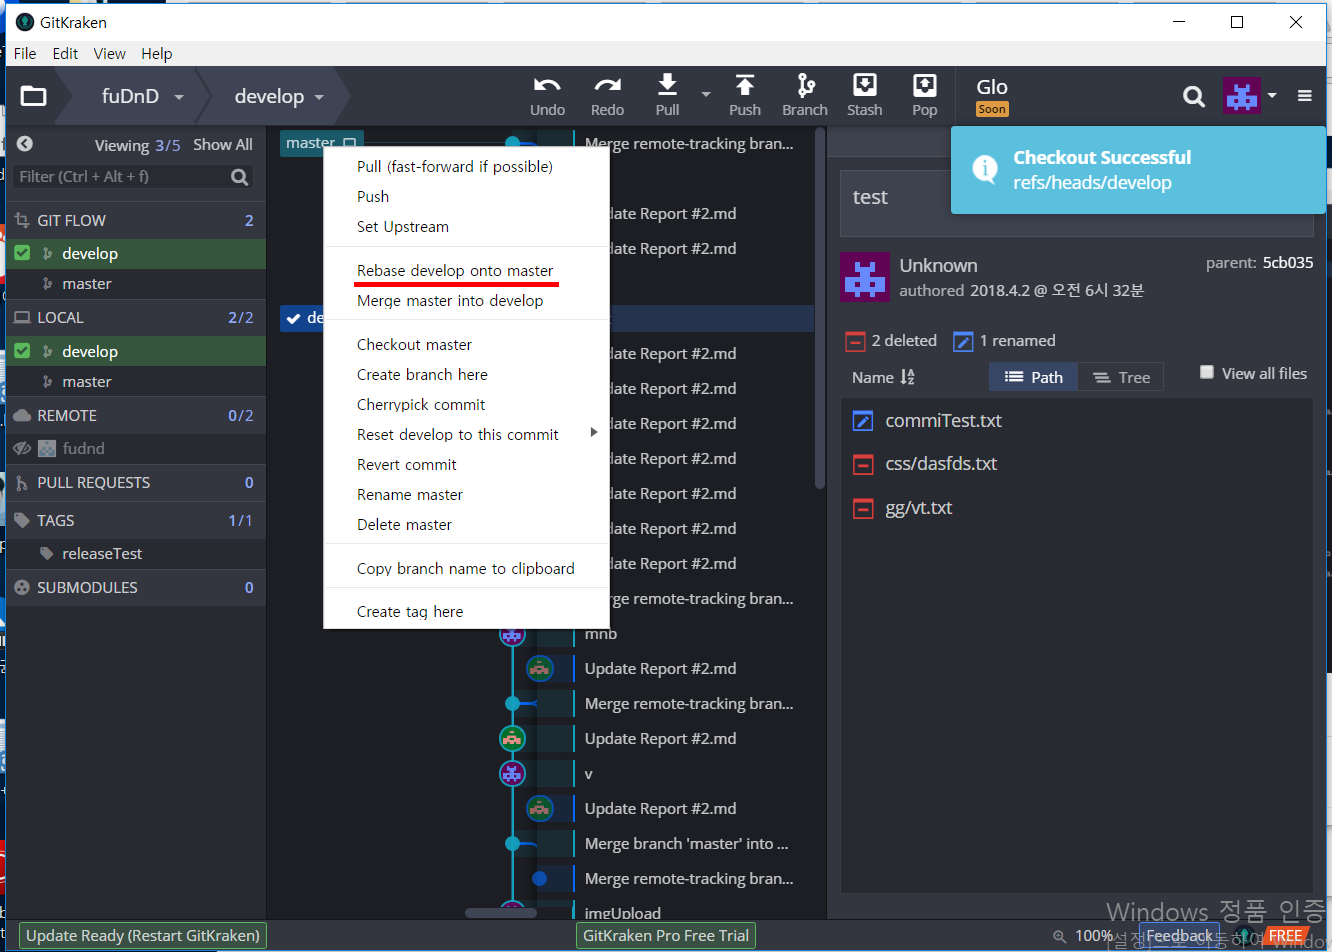 GitKraken
File Edit View Help
fuDnD
develop
Undo
Redo
Pull
Push
Branch
Stash
Pop
Glo
Soon
Viewing 3/5 Show All
Filter (Ctrl + Alt + f)
GIT FLOW 2
develop
master
LOCAL 2/2
develop
master
REMOTE 0/2
fudnd
PULL REQUESTS 0
TAGS 1/1
releaseTest
SUBMODULES 0
master
Pull (fast-forward if possible)
Push
Set Upstream
Rebase develop onto master
Merge master into develop
Checkout master
Create branch here
Cherrypick commit
Reset develop to this commit
Revert commit
Rename master
Delete master
Copy branch name to clipboard
Create tag here
Merge remote-tracking bran...
date Report #2.md
date Report #2.md
de
date Report #2.md
date Report #2.md
date Report #2.md
date Report #2.md
date Report #2.md
date Report #2.md
date Report #2.md
rge remote-tracking bran...
mnb
Update Report #2.md
Merge remote-tracking bran...
Update Report #2.md
v
Update Report #2.md
Merge branch 'master' into ...
Merge remote-tracking bran...
imgUpload
Checkout Successful
refs/heads/develop
test
Unknown
authored 2018.4.2 @ 오전 6시 32분
parent: 5cb035
2 deleted 1 renamed
Name
Path
Tree
View all files
commiTest.txt
css/dasfds.txt
gg/vt.txt
Windows 정품 인증
Update Ready (Restart GitKraken)
GitKraken Pro Free Trial
100%
Feedback
FREE